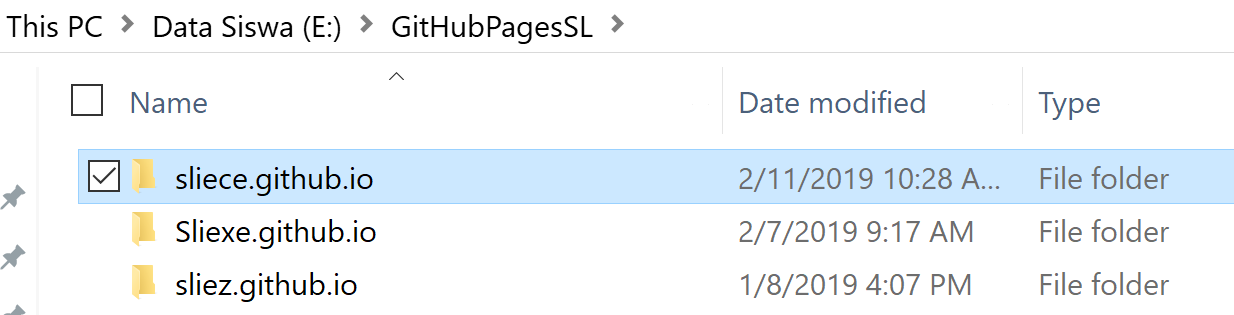 This PC > Data Siswa (E:) > GitHubPagesSL >
Name Date modified Type
sliece.github.io 2/11/2019 10:28 A... File folder
Sliexe.github.io 2/7/2019 9:17 AM File folder
sliez.github.io 1/8/2019 4:07 PM File folder